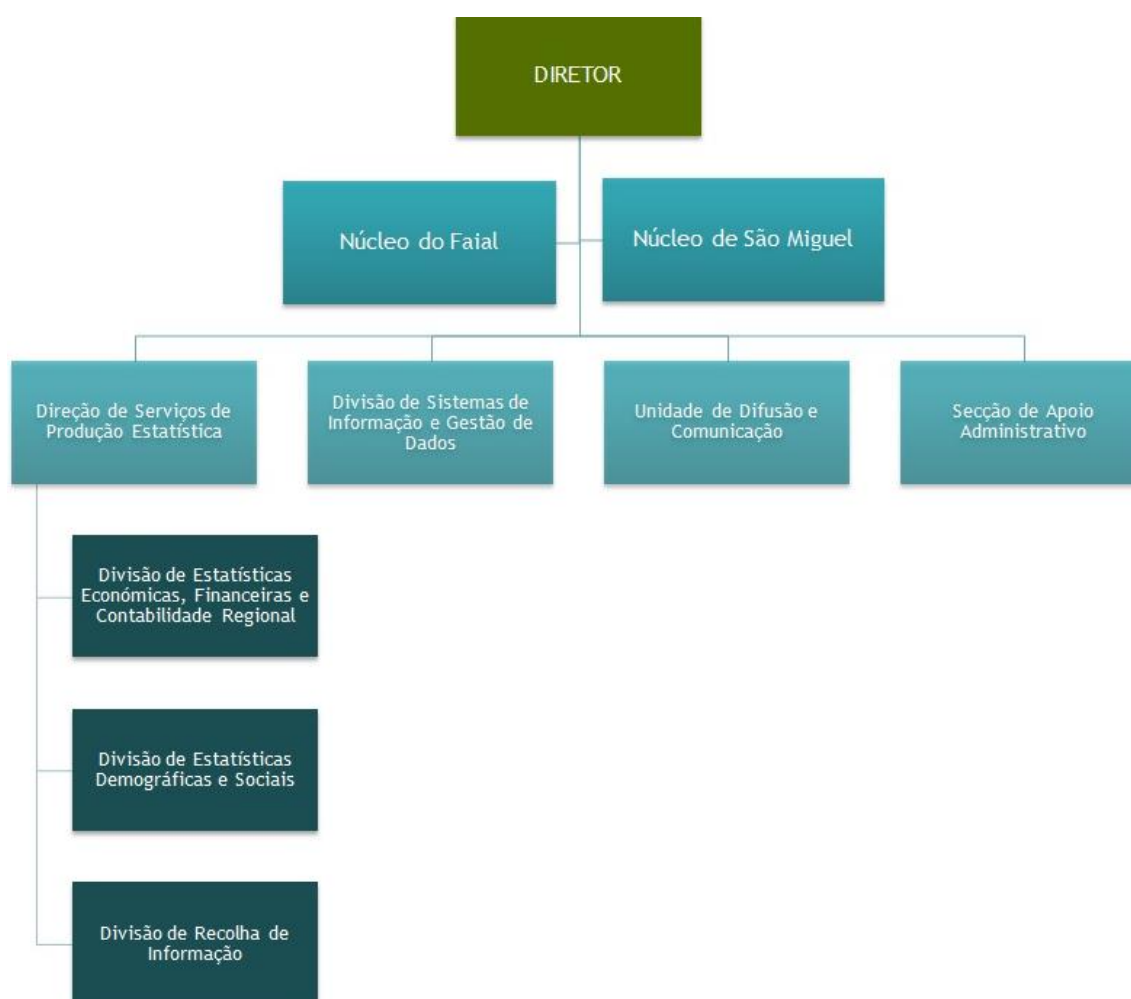 DIRETOR
Núcleo do Faial
Núcleo de São Miguel
Direção de Serviços de
Produção Estatística
Divisão de Sistemas de
Informação e Gestão de
Dados
Unidade de Difusão e
Comunicação
Secção de Apoio
Administrativo
Divisão de Estatísticas
Económicas, Financeiras e
Contabilidade Regional
Divisão de Estatísticas
Demográficas e Sociais
Divisão de Recolha de
Informação